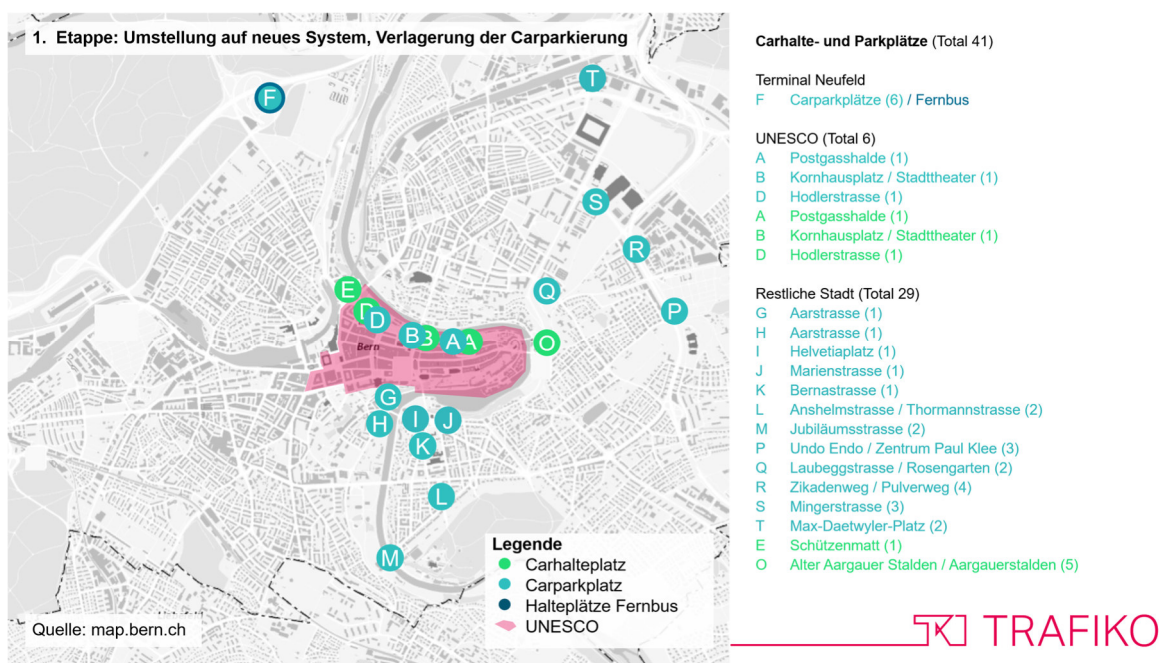 1. Etappe: Umstellung auf neues System, Verlagerung der Carparkierung
F
T
S
R
Q
P
E
D
D
B
B
A
A
O
Bern
G
H
I
J
K
L
M
Legende
Carhalteplatz
Carparkplatz
Halteplätze Fernbus
UNESCO
Quelle: map.bern.ch
Carhalte- und Parkplätze (Total 41)
Terminal Neufeld
F Carparkplätze (6) / Fernbus
UNESCO (Total 6)
A Postgasshalde (1)
B Kornhausplatz / Stadttheater (1)
D Hodlerstrasse (1)
A Postgasshalde (1)
B Kornhausplatz / Stadttheater (1)
D Hodlerstrasse (1)
Restliche Stadt (Total 29)
G Aarstrasse (1)
H Aarstrasse (1)
I Helvetiaplatz (1)
J Marienstrasse (1)
K Bernastrasse (1)
L Anshelmstrasse / Thormannstrasse (2)
M Jubiläumsstrasse (2)
P Undo Endo / Zentrum Paul Klee (3)
Q Laubeggstrasse / Rosengarten (2)
R Zikadenweg / Pulverweg (4)
S Mingerstrasse (3)
T Max-Daetwyler-Platz (2)
E Schützenmatt (1)
O Alter Aargauer Stalden / Aargauerstalden (5)
TRAFIKO